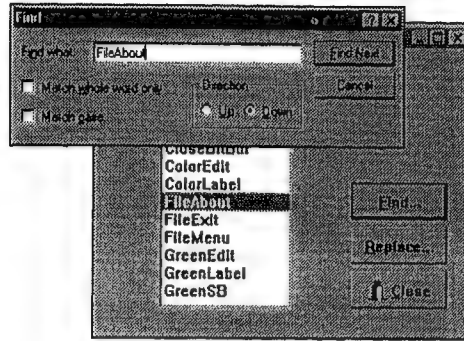 Find
Find what: FileAbout Find Next
Match whole word only Direction Cancel
Match case Up Down
CloseBitBtn
ColorEdit
ColorLabel
FileAbout Find...
FileExit
FileMenu Replace...
GreenEdit
GreenLabel
GreenSB Close